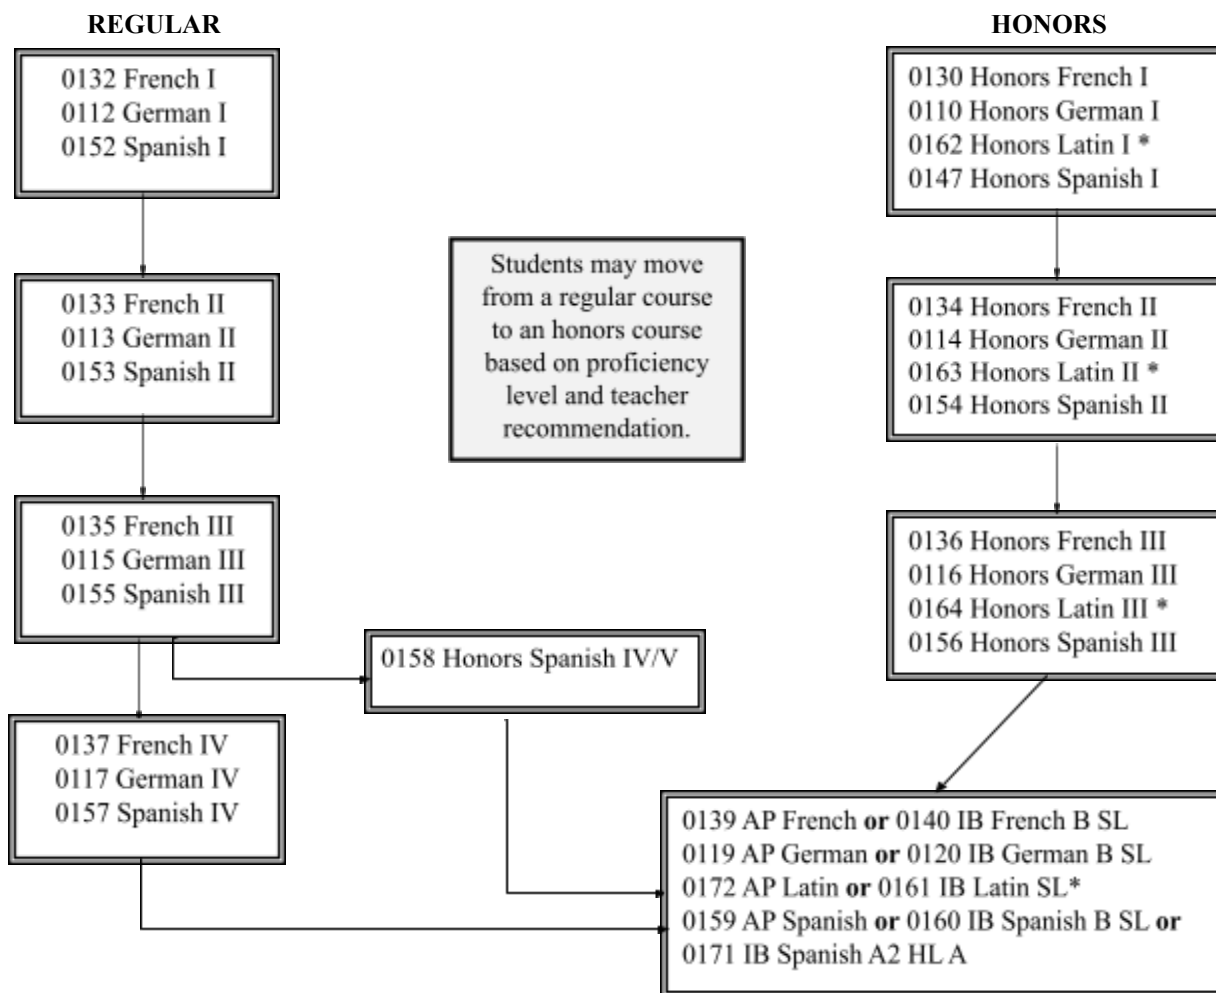 REGULAR
0132 French I
0112 German I
0152 Spanish I
0133 French II
0113 German II
0153 Spanish II
0135 French III
0115 German III
0155 Spanish III
0137 French IV
0117 German IV
0157 Spanish IV
Students may move
from a regular course
to an honors course
based on proficiency
level and teacher
recommendation.
0158 Honors Spanish IV/V
HONORS
0130 Honors French I
0110 Honors German I
0162 Honors Latin I *
0147 Honors Spanish I
0134 Honors French II
0114 Honors German II
0163 Honors Latin II *
0154 Honors Spanish II
0136 Honors French III
0116 Honors German III
0164 Honors Latin III *
0156 Honors Spanish III
0139 AP French or 0140 IB French B SL
0119 AP German or 0120 IB German B SL
0172 AP Latin or 0161 IB Latin SL*
0159 AP Spanish or 0160 IB Spanish B SL or
0171 IB Spanish A2 HL A